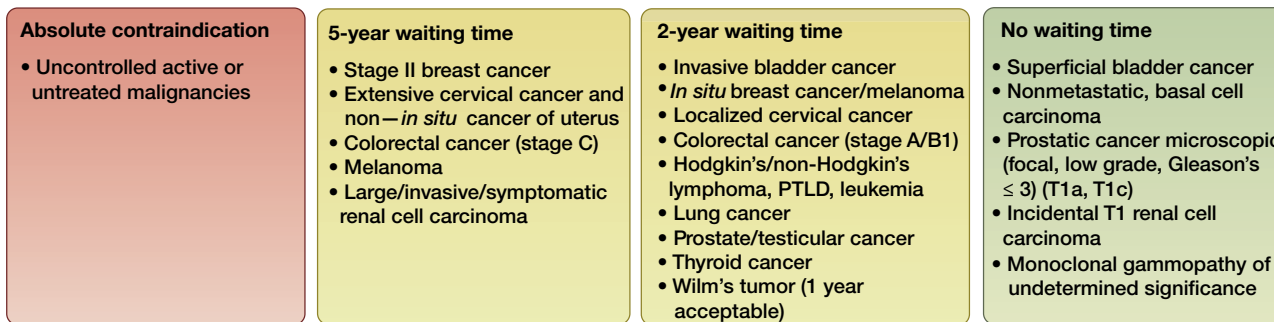 Absolute contraindication
• Uncontrolled active or
untreated malignancies
5-year waiting time
• Stage II breast cancer
• Extensive cervical cancer and
non—in situ cancer of uterus
• Colorectal cancer (stage C)
• Melanoma
• Large/invasive/symptomatic
renal cell carcinoma
2-year waiting time
• Invasive bladder cancer
• In situ breast cancer/melanoma
• Localized cervical cancer
• Colorectal cancer (stage A/B1)
• Hodgkin's/non-Hodgkin's
lymphoma, PTLD, leukemia
• Lung cancer
• Prostate/testicular cancer
• Thyroid cancer
• Wilm's tumor (1 year
acceptable)
No waiting time
• Superficial bladder cancer
• Nonmetastatic, basal cell
carcinoma
• Prostatic cancer microscopic
(focal, low grade, Gleason's
≤ 3) (T1a, T1c)
• Incidental T1 renal cell
carcinoma
• Monoclonal gammopathy of
undetermined significance